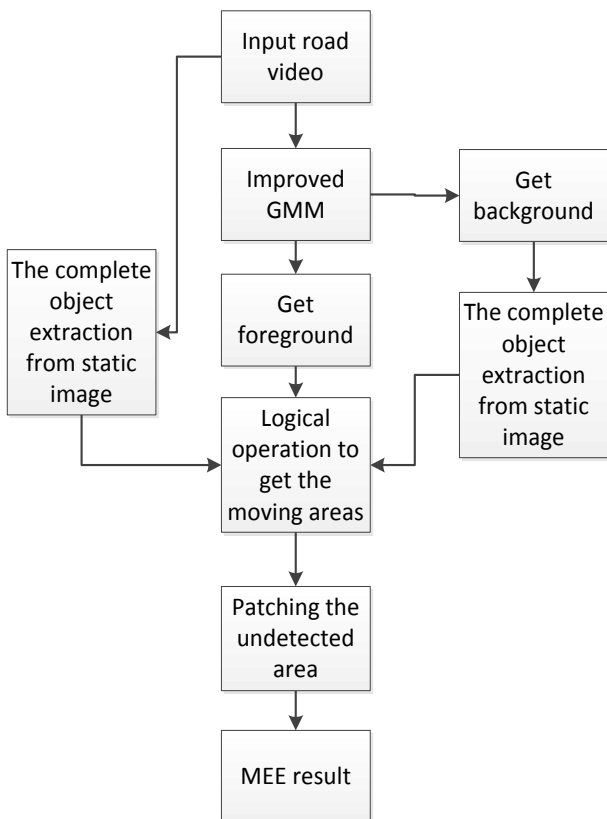 Input road
video
Improved
GMM
Get
background
The complete
object
extraction
from static
image
Get
foreground
The complete
object
extraction
from static
image
Logical
operation to
get the
moving areas
Patching the
undetected
area
MEE result